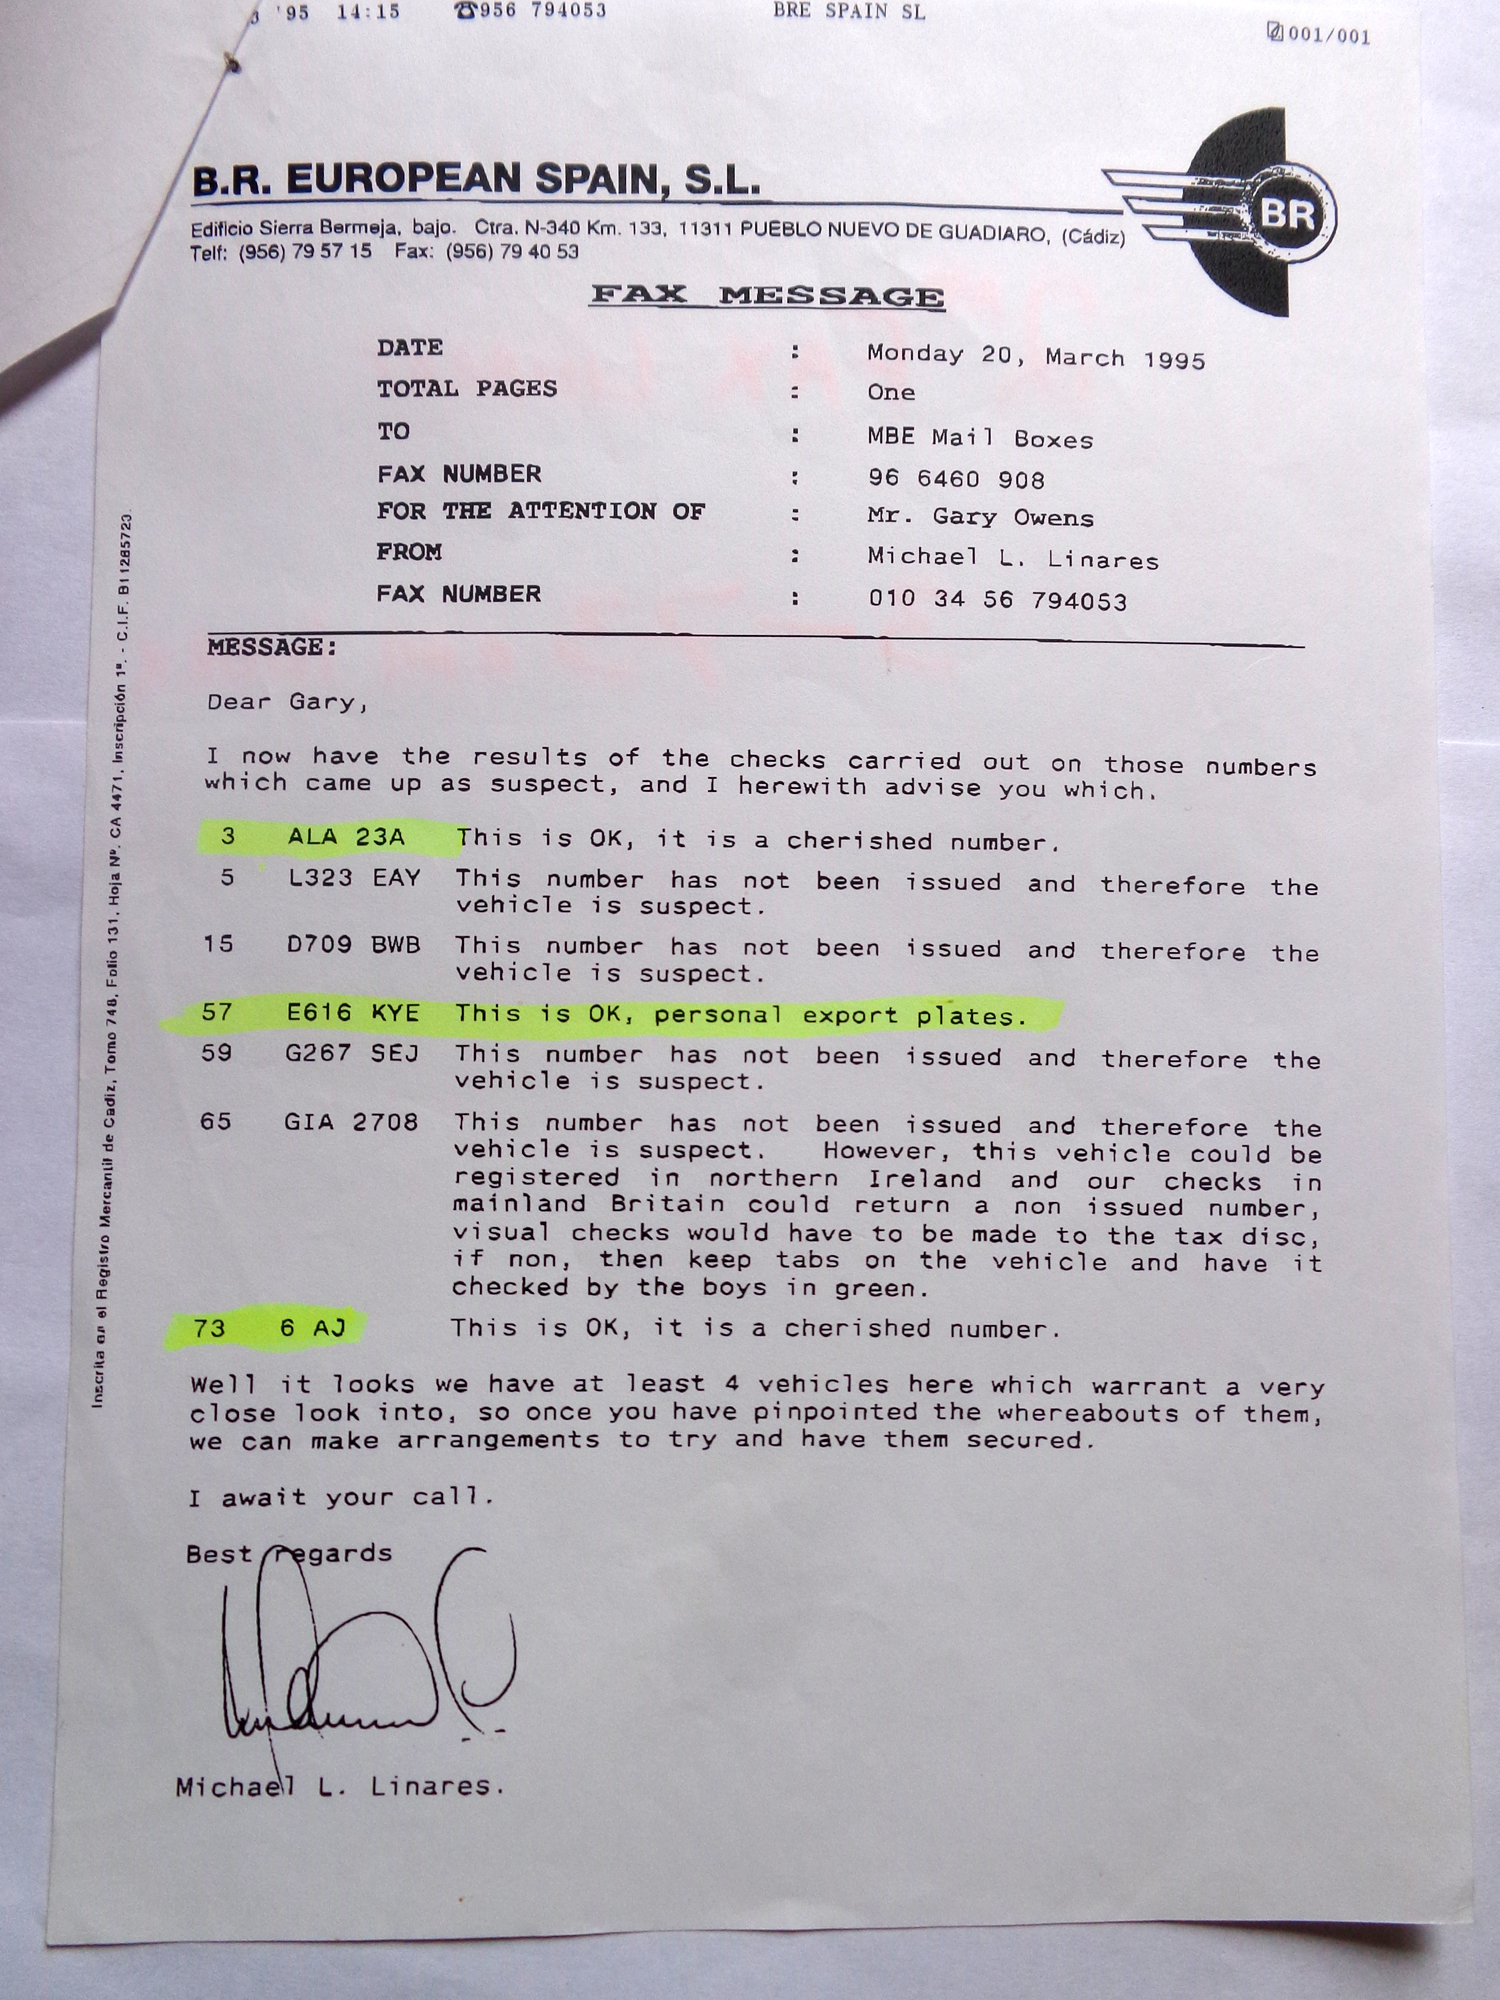 '95 14:15 ☎956 794053 BRE SPAIN SL
001/001
B.R. EUROPEAN SPAIN, S.L.
BR
Edificio Sierra Bermeja, bajo. Ctra. N-340 Km. 133, 11311 PUEBLO NUEVO DE GUADIARO, (Cádiz)
Telf: (956) 79 57 15 Fax: (956) 79 40 53
FAX MESSAGE
DATE : Monday 20, March 1995
TOTAL PAGES : One
TO : MBE Mail Boxes
FAX NUMBER : 96 6460 908
FOR THE ATTENTION OF : Mr. Gary Owens
FROM : Michael L. Linares
FAX NUMBER : 010 34 56 794053
MESSAGE:
Dear Gary,
I now have the results of the checks carried out on those numbers
which came up as suspect, and I herewith advise you which.
3 ALA 23A This is OK, it is a cherished number.
5 L323 EAY This number has not been issued and therefore the
vehicle is suspect.
15 D709 BWB This number has not been issued and therefore the
vehicle is suspect.
57 E616 KYE This is OK, personal export plates.
59 G267 SEJ This number has not been issued and therefore the
vehicle is suspect.
65 GIA 2708 This number has not been issued and therefore the
vehicle is suspect. However, this vehicle could be
registered in northern Ireland and our checks in
mainland Britain could return a non issued number,
visual checks would have to be made to the tax disc,
if non, then keep tabs on the vehicle and have it
checked by the boys in green.
73 6 AJ This is OK, it is a cherished number.
Well it looks we have at least 4 vehicles here which warrant a very
close look into, so once you have pinpointed the whereabouts of them,
we can make arrangements to try and have them secured.
I await your call.
Best regards
Michael L. Linares.
Inscrita en el Registro Mercantil de Cadiz, Tomo 748, Folio 131, Hoja Nº. CA 4471, Inscripción 1ª. - C.I.F. B11285723.